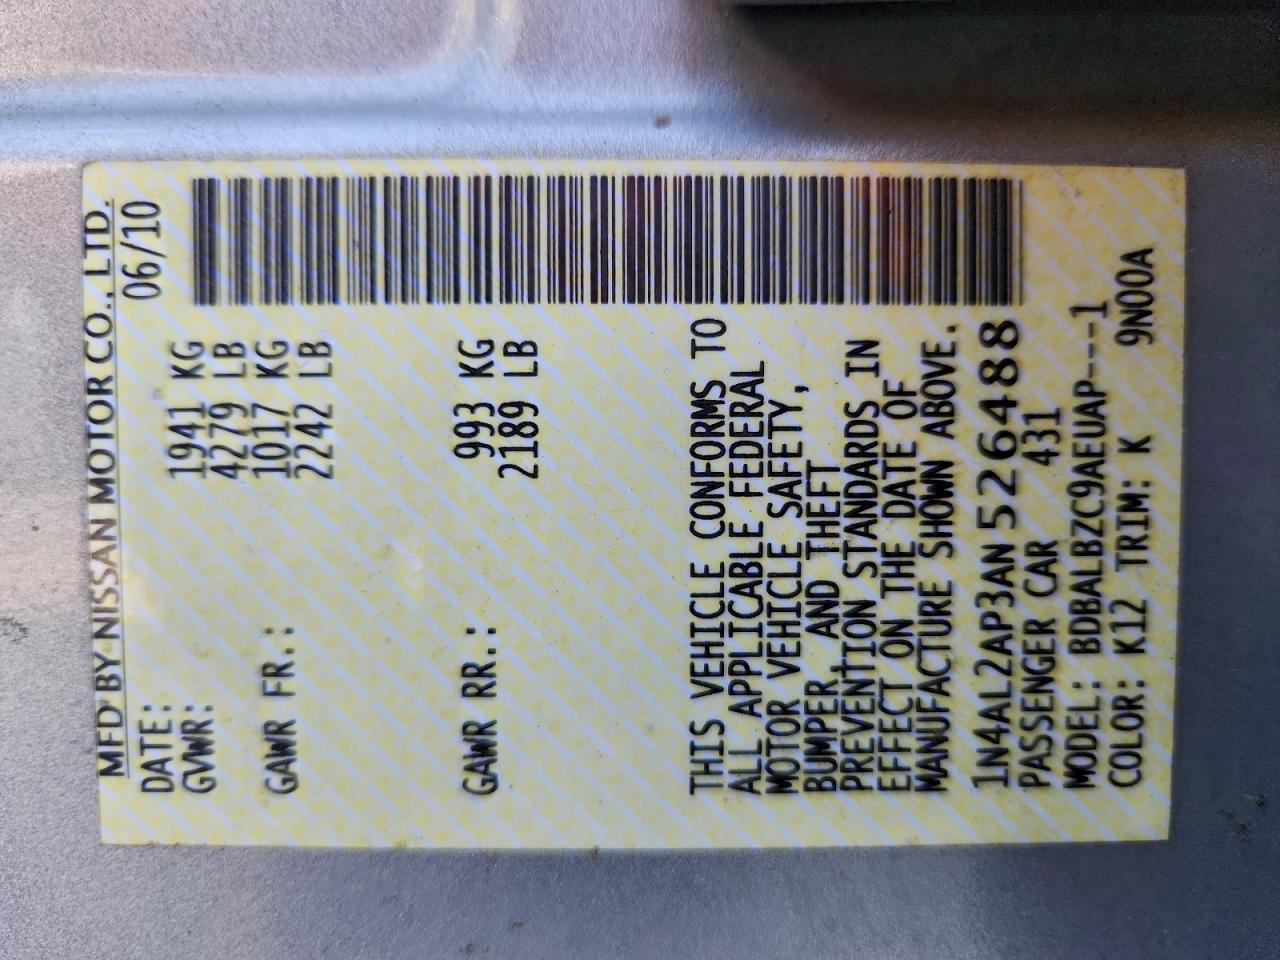 MFD BY NISSAN MOTOR CO., LTD.
DATE: 06/10
GVWR: 1941 KG
4279 LB
GAWR FR.: 1017 KG
2242 LB
GAWR RR.: 993 KG
2189 LB
THIS VEHICLE CONFORMS TO
ALL APPLICABLE FEDERAL
MOTOR VEHICLE SAFETY,
BUMPER AND THEFT
PREVENTION STANDARDS IN
EFFECT ON THE DATE OF
MANUFACTURE SHOWN ABOVE.
1N4AL2AP3AN526488
PASSENGER CAR 431
MODEL: BDBALBZC9AEUAP---1
COLOR: K12 TRIM: K 9N00A